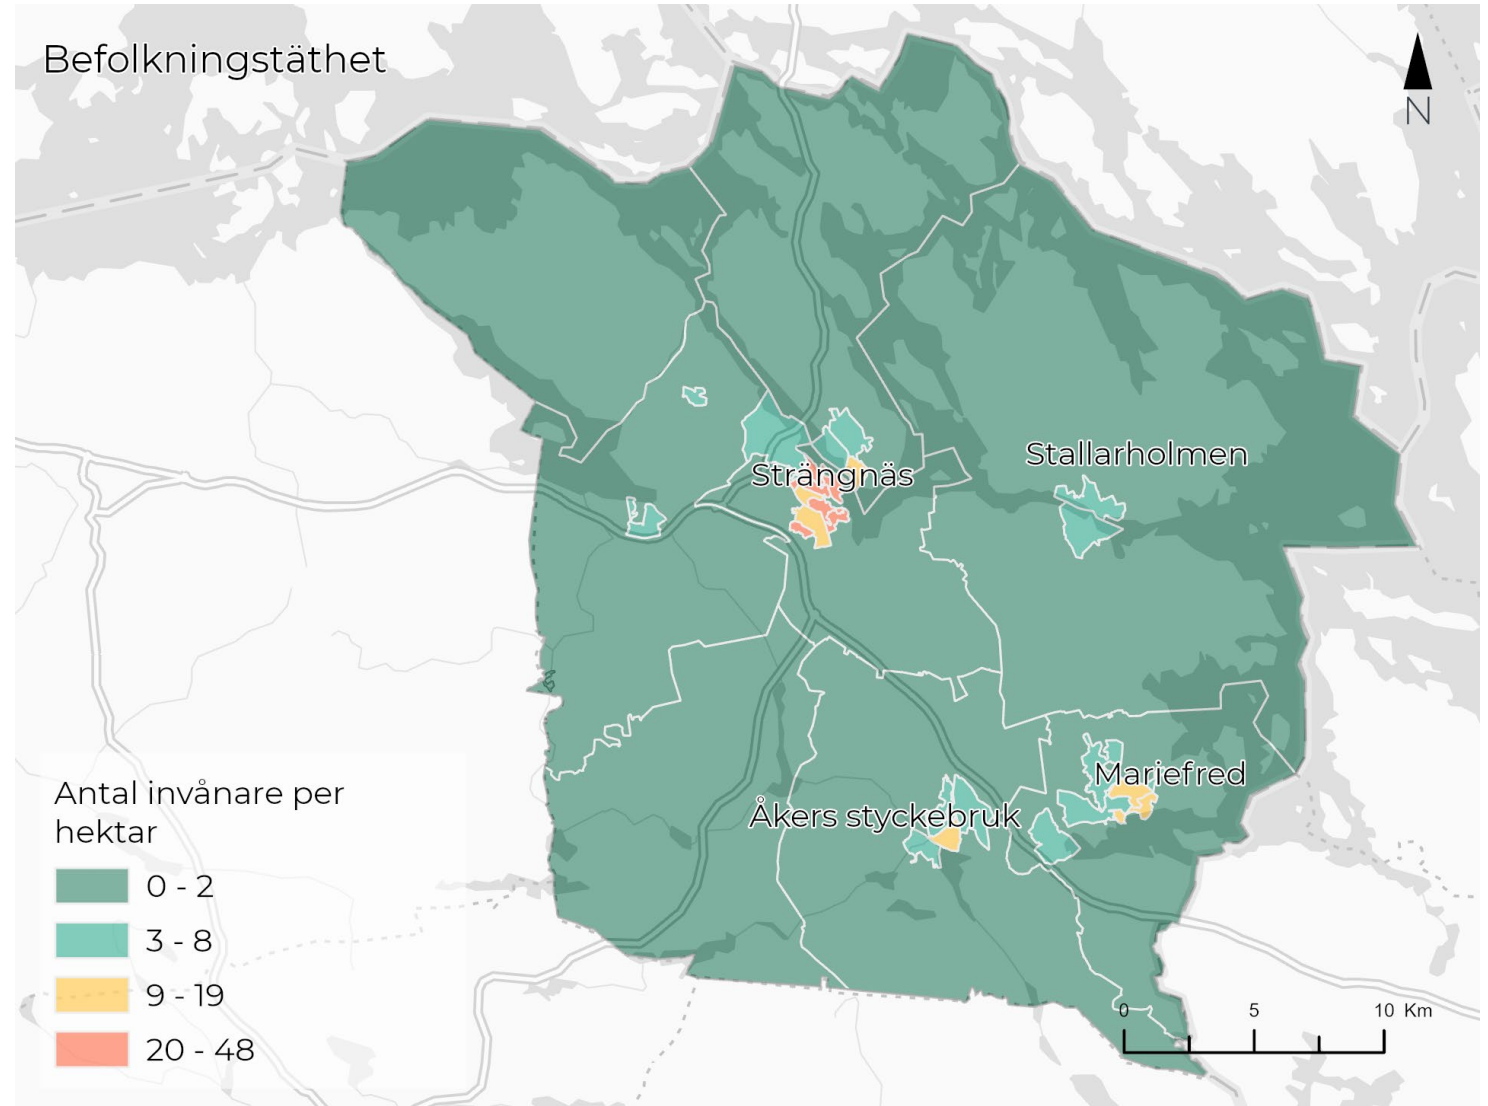 Befolkningstäthet
N
Strängnäs
Stallarholmen
Mariefred
Åkers styckebruk
Antal invånare per
hektar
0 - 2
3 - 8
9 - 19
20 - 48
0 5 10 Km